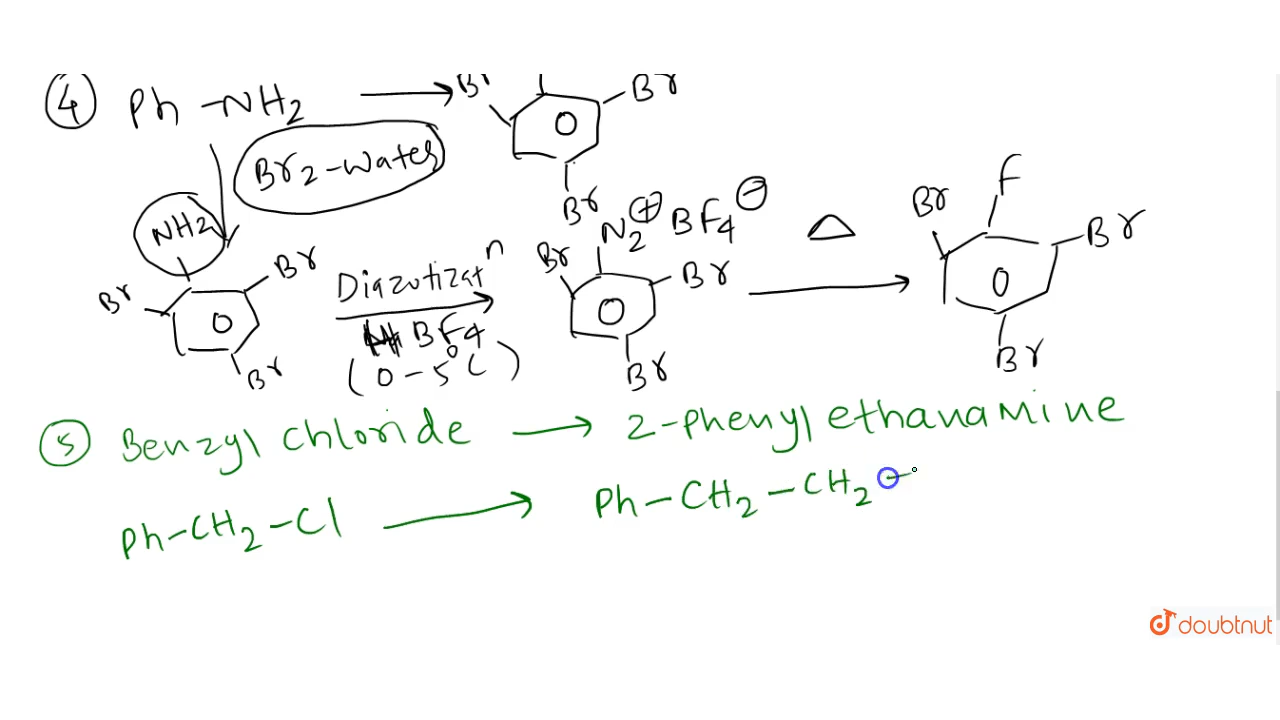 ④ Ph-NH2 → Br Br
Br2-water
Br
NH2
Br Br
Br
Diazotizatn
HBF4
(0-5°C)
N2⊕ BF4⊖
Br Br
Br
Δ
F
Br Br
Br
⑤ Benzyl chloride → 2-phenyl ethanamine
Ph-CH2-Cl → Ph-CH2-CH2-
doubtnut